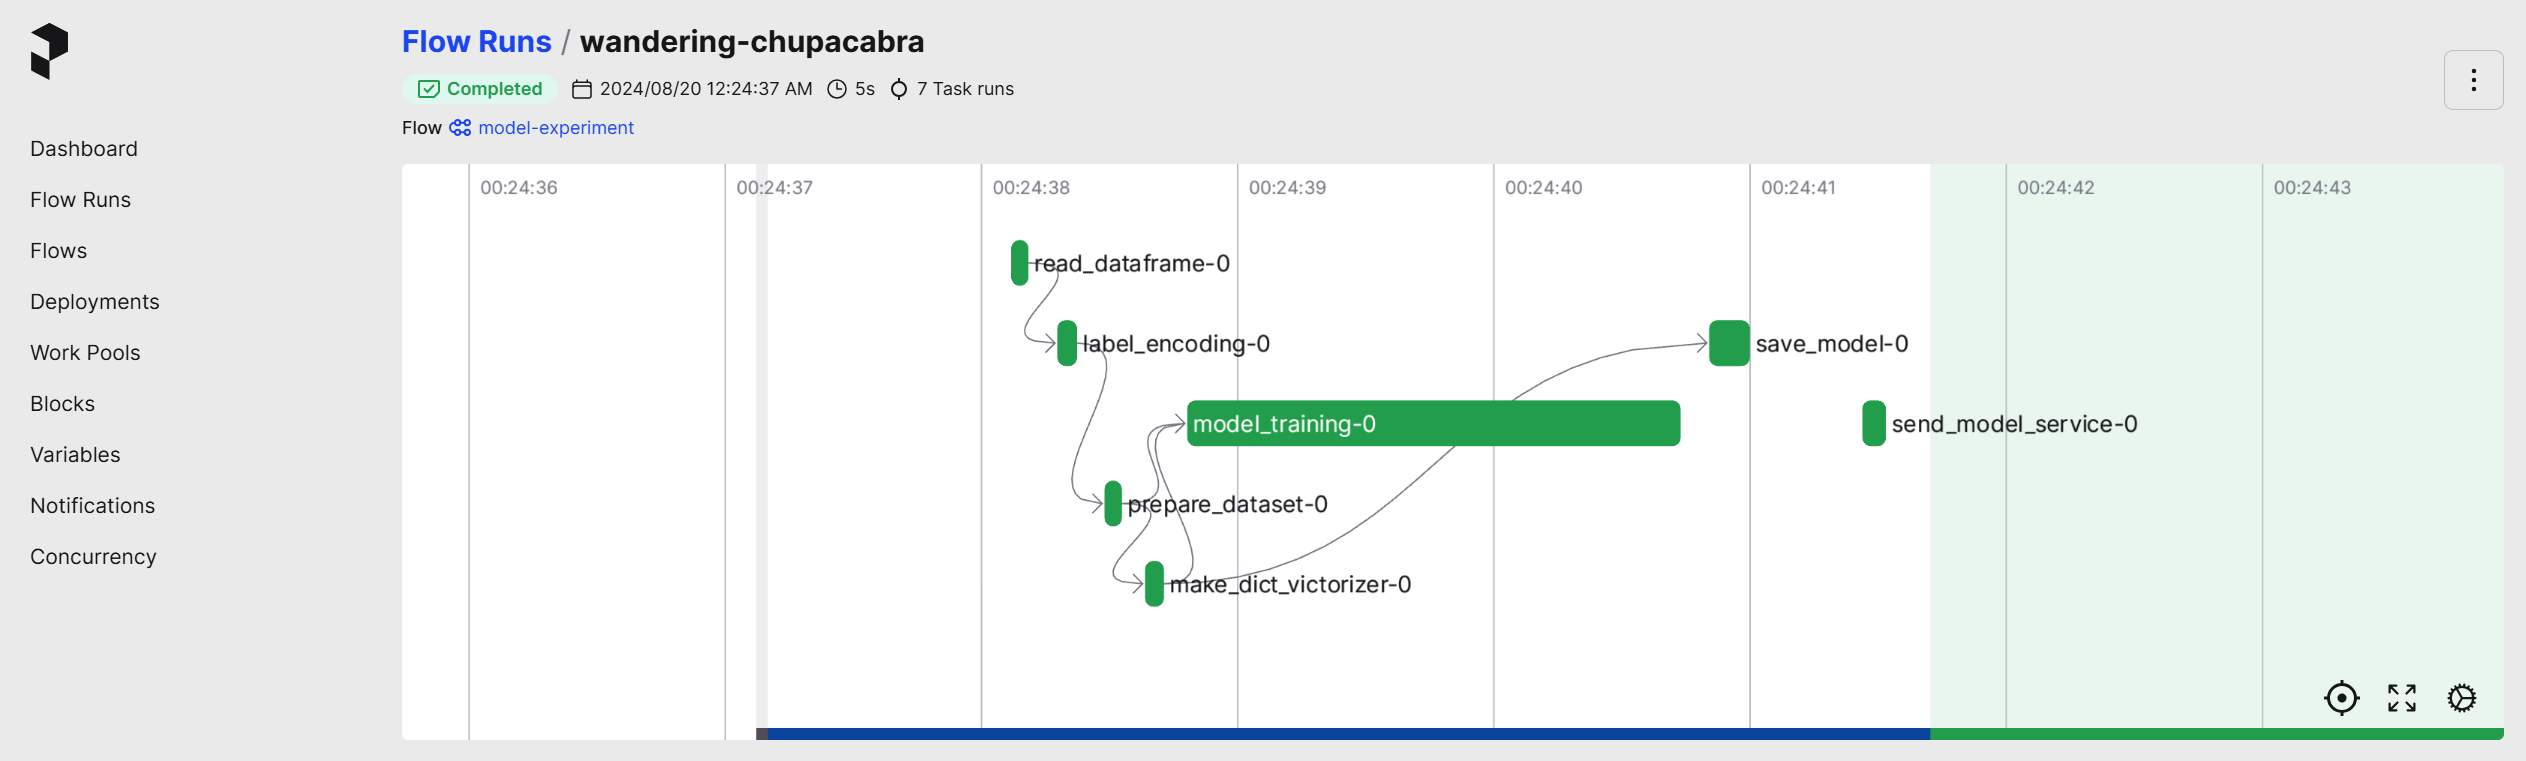 Flow Runs / wandering-chupacabra
Completed 2024/08/20 12:24:37 AM 5s 7 Task runs
Flow model-experiment
Dashboard
Flow Runs
Flows
Deployments
Work Pools
Blocks
Variables
Notifications
Concurrency
00:24:36 00:24:37 00:24:38 00:24:39 00:24:40 00:24:41 00:24:42 00:24:43
read_dataframe-0
label_encoding-0 save_model-0
model_training-0 send_model_service-0
prepare_dataset-0
make_dict_victorizer-0